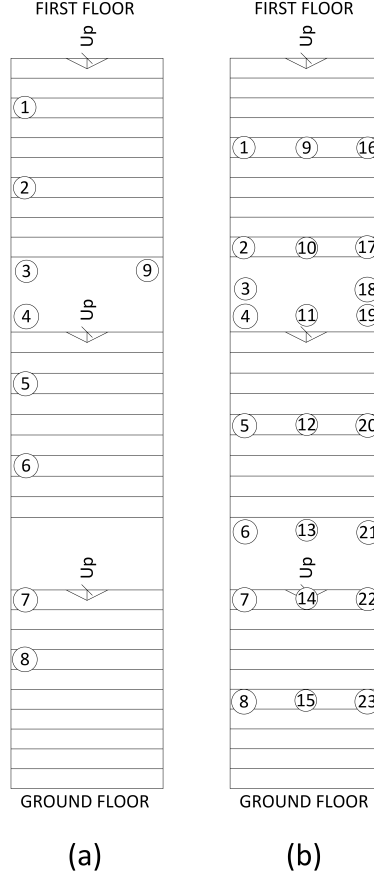 FIRST FLOOR
Up
1
2
3 9
4
Up
5
6
Up
7
8
GROUND FLOOR
(a)
FIRST FLOOR
Up
1 9 16
2 10 17
3 18
4 11 19
5 12 20
6 13 21
Up
7 14 22
8 15 23
GROUND FLOOR
(b)